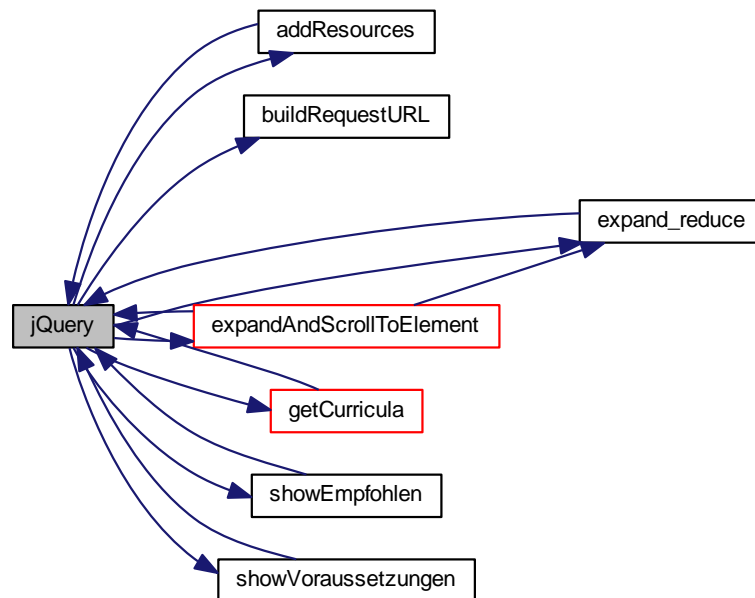 addResources
buildRequestURL
expand_reduce
jQuery
expandAndScrollToElement
getCurricula
showEmpfohlen
showVoraussetzungen